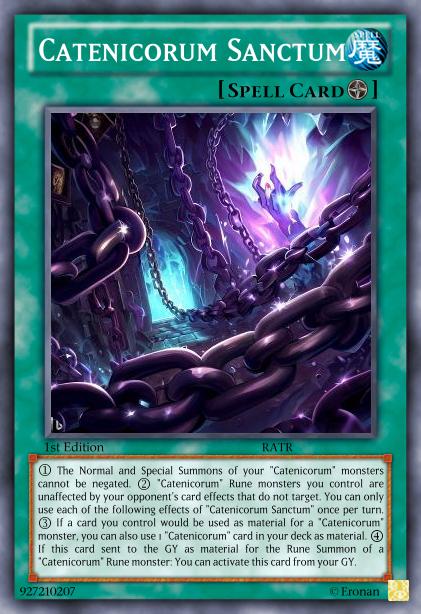 Catenicorum Sanctum
SPELL
魔
[Spell Card]
1st Edition RATR
① The Normal and Special Summons of your "Catenicorum" monsters
cannot be negated. ② "Catenicorum" Rune monsters you control are
unaffected by your opponent's card effects that do not target. You can only
use each of the following effects of "Catenicorum Sanctum" once per turn.
③ If a card you control would be used as material for a "Catenicorum"
monster, you can also use 1 "Catenicorum" card in your deck as material. ④
If this card sent to the GY as material for the Rune Summon of a
"Catenicorum" Rune monster: You can activate this card from your GY.
927210207 © Eronan